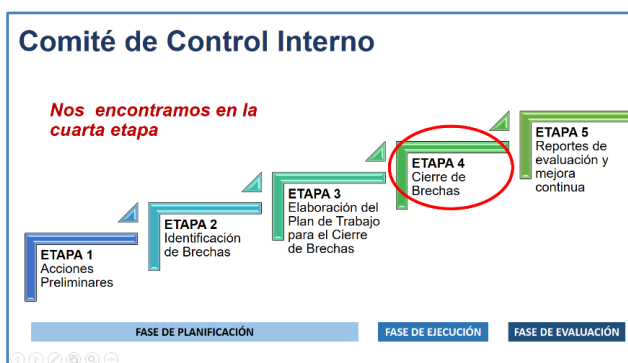 Comité de Control Interno
Nos encontramos en la
cuarta etapa
ETAPA 1
Acciones
Preliminares
ETAPA 2
Identificación
de Brechas
ETAPA 3
Elaboración del
Plan de Trabajo
para el Cierre
de Brechas
ETAPA 4
Cierre de
Brechas
ETAPA 5
Reportes de
evaluación y
mejora
continua
FASE DE PLANIFICACIÓN
FASE DE EJECUCIÓN
FASE DE EVALUACIÓN